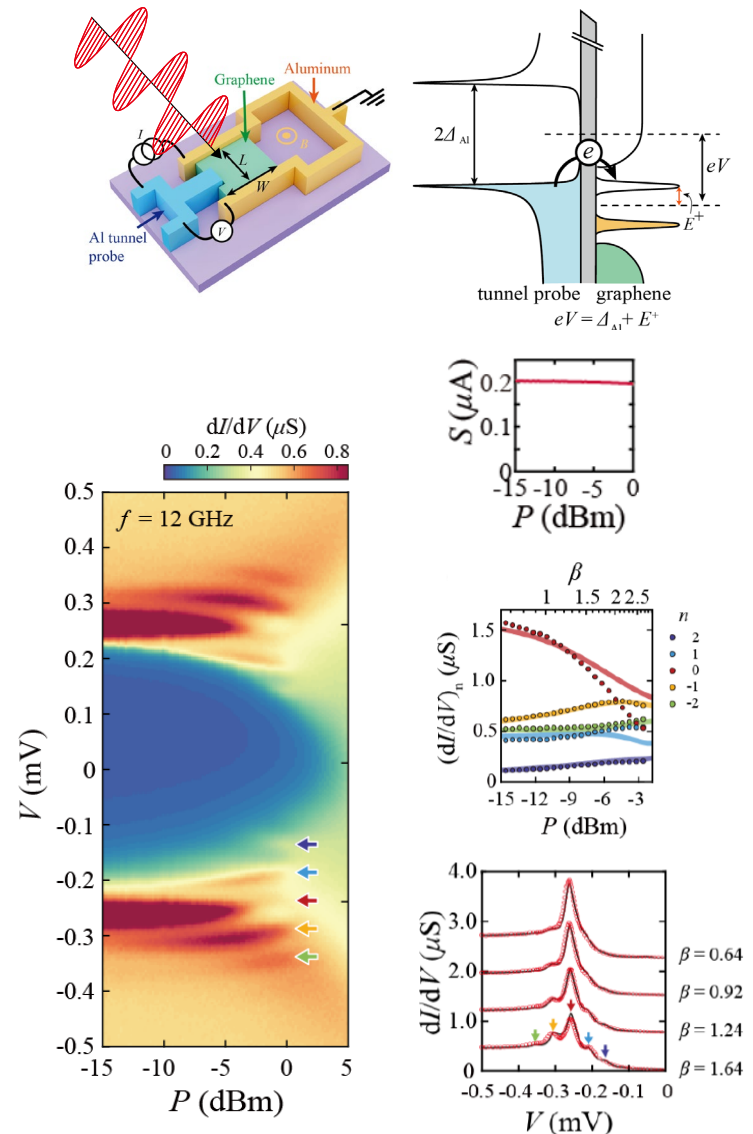 Aluminum
Graphene
I
L
B
W
V
Al tunnel
probe
2Δ_Al
e
eV
E⁺
tunnel probe graphene
eV = Δ_Al + E⁺
S (μA)
0.2
0.1
0
-15 -10 -5 0
P (dBm)
dI/dV (μS)
0 0.2 0.4 0.6 0.8
f = 12 GHz
V (mV)
0.5
0.4
0.3
0.2
0.1
0
-0.1
-0.2
-0.3
-0.4
-0.5
-15 -10 -5 0 5
P (dBm)
β
1 1.5 2 2.5
(dI/dV)_n (μS)
1.5
1.0
0.5
0
n
2
1
0
-1
-2
-15 -12 -9 -6 -3
P (dBm)
dI/dV (μS)
4.0
3.0
2.0
1.0
0
β = 0.64
β = 0.92
β = 1.24
β = 1.64
-0.5 -0.4 -0.3 -0.2 -0.1 0
V (mV)